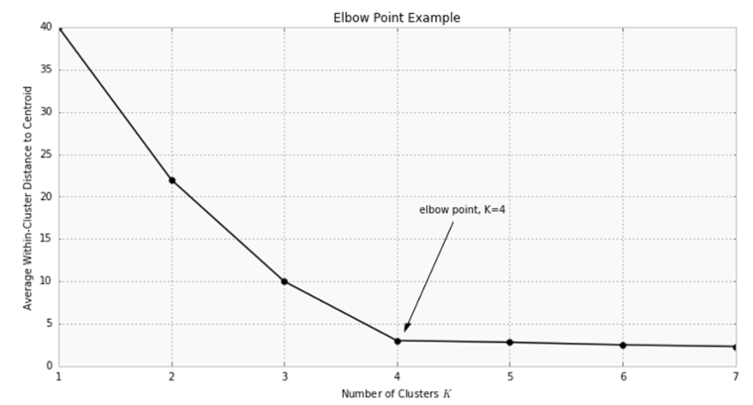 Elbow Point Example
Average Within-Cluster Distance to Centroid
40
35
30
25
20
15
10
5
0
elbow point, K=4
1 2 3 4 5 6 7
Number of Clusters K